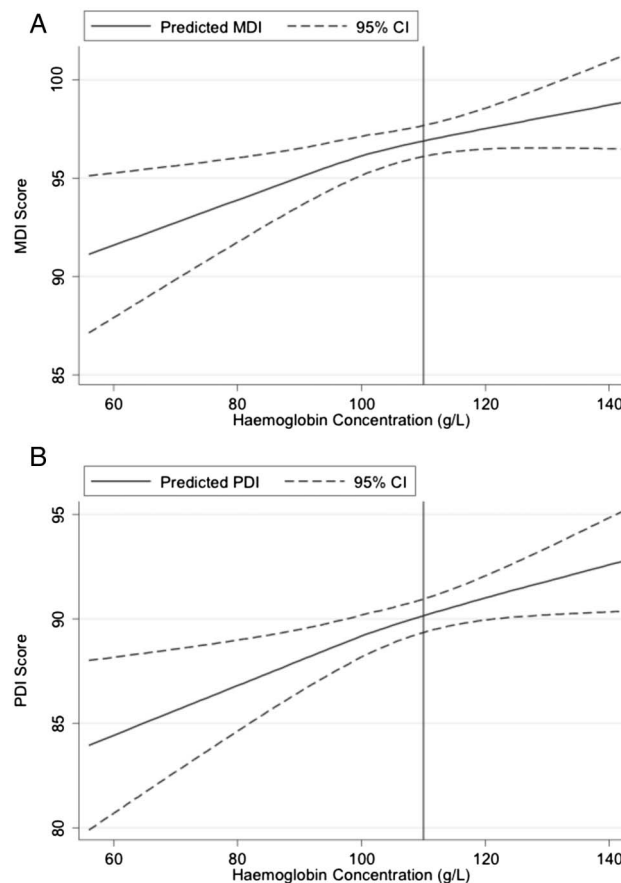 A
Predicted MDI 95% CI
MDI Score
100
95
90
85
60 80 100 120 140
Haemoglobin Concentration (g/L)
B
Predicted PDI 95% CI
PDI Score
95
90
85
80
60 80 100 120 140
Haemoglobin Concentration (g/L)